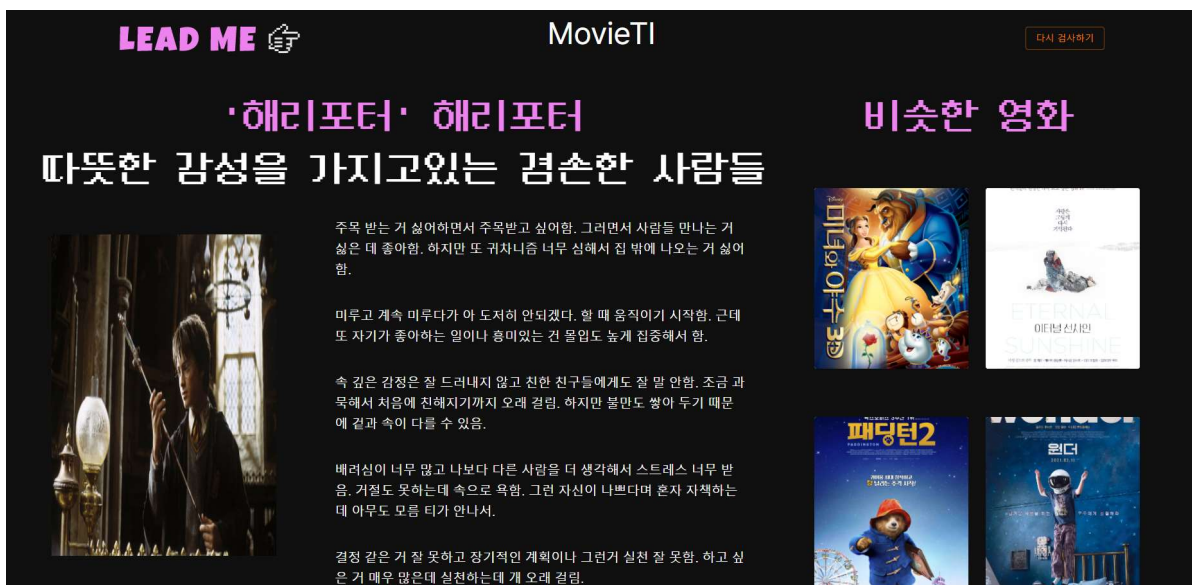 LEAD ME
MovieTI
다시 검사하기
·해리포터· 해리포터
따뜻한 감성을 가지고있는 겸손한 사람들
주목 받는 거 싫어하면서 주목받고 싶어함. 그러면서 사람들 만나는 거
싫은 데 좋아함. 하지만 또 귀차니즘 너무 심해서 집 밖에 나오는 거 싫어
함.
미루고 계속 미루다가 아 도저히 안되겠다. 할 때 움직이기 시작함. 근데
또 자기가 좋아하는 일이나 흥미있는 건 몰입도 높게 집중해서 함.
속 깊은 감정은 잘 드러내지 않고 친한 친구들에게도 잘 말 안함. 조금 과
묵해서 처음에 친해지기까지 오래 걸림. 하지만 불만도 쌓아 두기 때문
에 겉과 속이 다를 수 있음.
배려심이 너무 많고 나보다 다른 사람을 더 생각해서 스트레스 너무 받
음. 거절도 못하는데 속으로 욕함. 그런 자신이 나쁘다며 혼자 자책하는
데 아무도 모름 티가 안나서.
결정 같은 거 잘 못하고 장기적인 계획이나 그런거 실천 잘 못함. 하고 싶
은 거 매우 많은데 실천하는데 개 오래 걸림.
비슷한 영화
Disney
미녀와 야수 3D
ETERNAL
이터널 선샤인
SUNSHINE
패딩턴2
PADDINGTON
wonder
원더